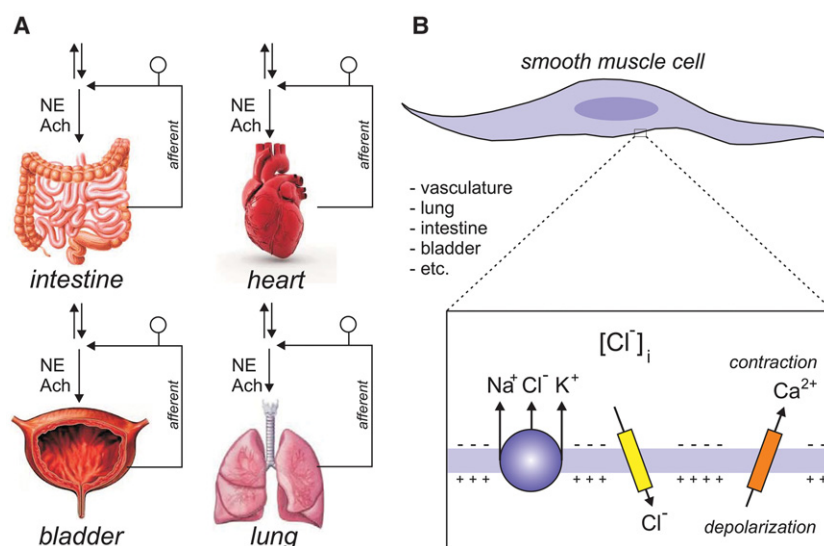 A
NE
Ach
afferent
intestine
NE
Ach
afferent
heart
NE
Ach
afferent
bladder
NE
Ach
afferent
lung
B
smooth muscle cell
- vasculature
- lung
- intestine
- bladder
- etc.
[Cl⁻]ᵢ
contraction
Na⁺ Cl⁻ K⁺
Ca²⁺
- - - - - - - - - - - - -
+ + + + + + + + + + + + +
Cl⁻
depolarization